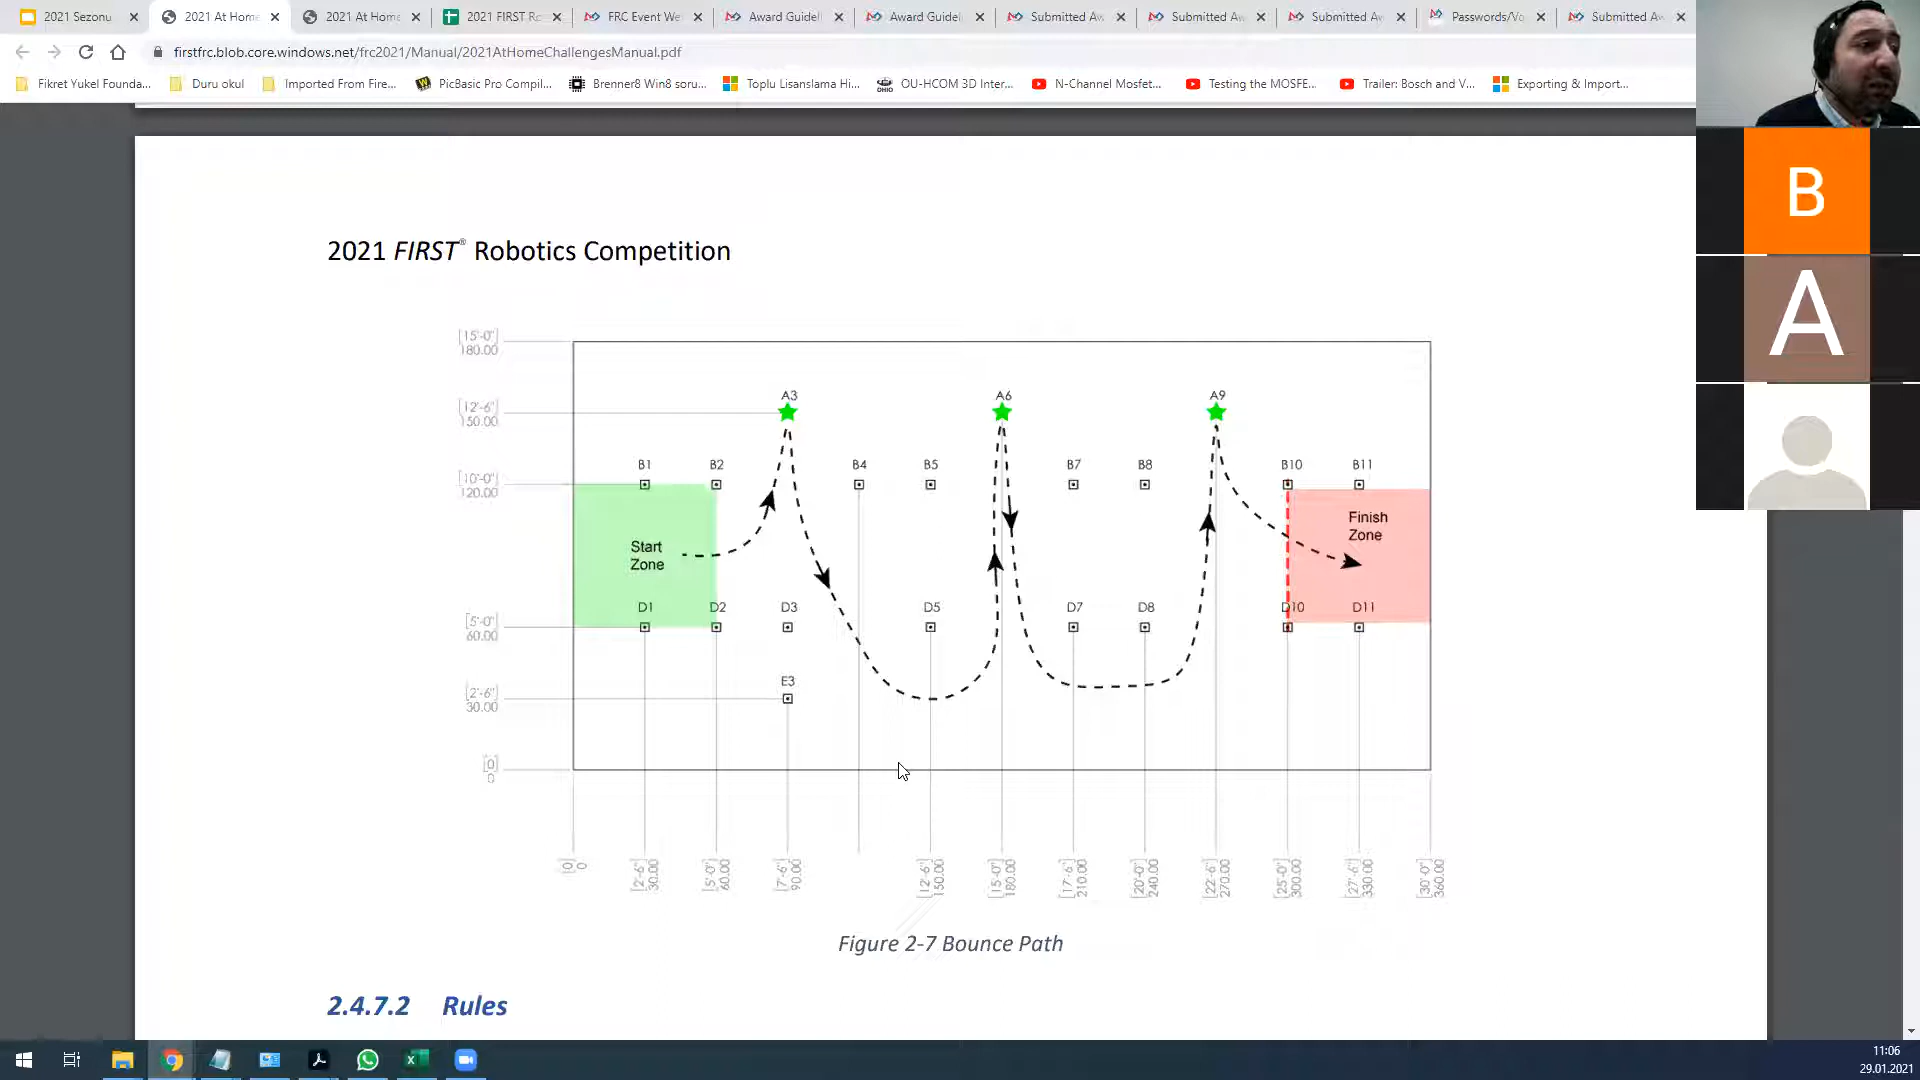 2021 Sezonu
2021 At Home
2021 At Home
2021 FIRST Ro
FRC Event We
Award Guideli
Award Guideli
Submitted Aw
Submitted Aw
Submitted Aw
Passwords/Vo
Submitted Aw
firstfrc.blob.core.windows.net/frc2021/Manual/2021AtHomeChallengesManual.pdf
Fikret Yukel Founda...
Duru okul
Imported From Fire...
PicBasic Pro Compil...
Brenner8 Win8 soru...
Toplu Lisanslama Hi...
OU-HCOM 3D Inter...
N-Channel Mosfet...
Testing the MOSFE...
Trailer: Bosch and V...
Exporting & Import...
B
A
2021 FIRST® Robotics Competition
[15'-0"]
180.00
[12'-6"]
150.00
[10'-0"]
120.00
[5'-0"]
60.00
[2'-6"]
30.00
[0]
0
A3
A6
A9
B1
B2
B4
B5
B7
B8
B10
B11
Start
Zone
Finish
Zone
D1
D2
D3
D5
D7
D8
D10
D11
E3
[0]
0
[2'-6"]
30.00
[5'-0"]
60.00
[7'-6"]
90.00
[12'-6"]
150.00
[15'-0"]
180.00
[17'-6"]
210.00
[20'-0"]
240.00
[22'-6"]
270.00
[25'-0"]
300.00
[27'-6"]
330.00
[30'-0"]
360.00
Figure 2-7 Bounce Path
2.4.7.2 Rules
11:06
29.01.2021